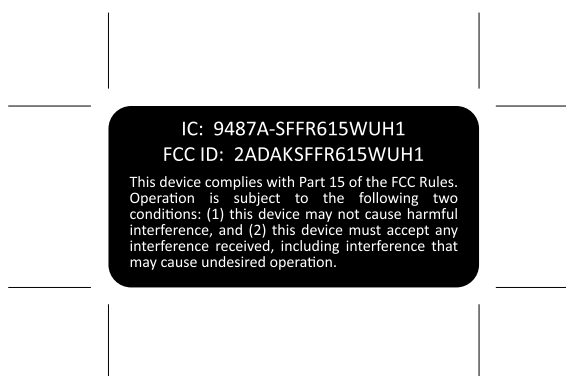 IC:  9487A-SFFR615WUH1
FCC ID:  2ADAKSFFR615WUH1
This device complies with Part 15 of the FCC Rules.
Operation is subject to the following two
conditions: (1) this device may not cause harmful
interference, and (2) this device must accept any
interference received, including interference that
may cause undesired operation.